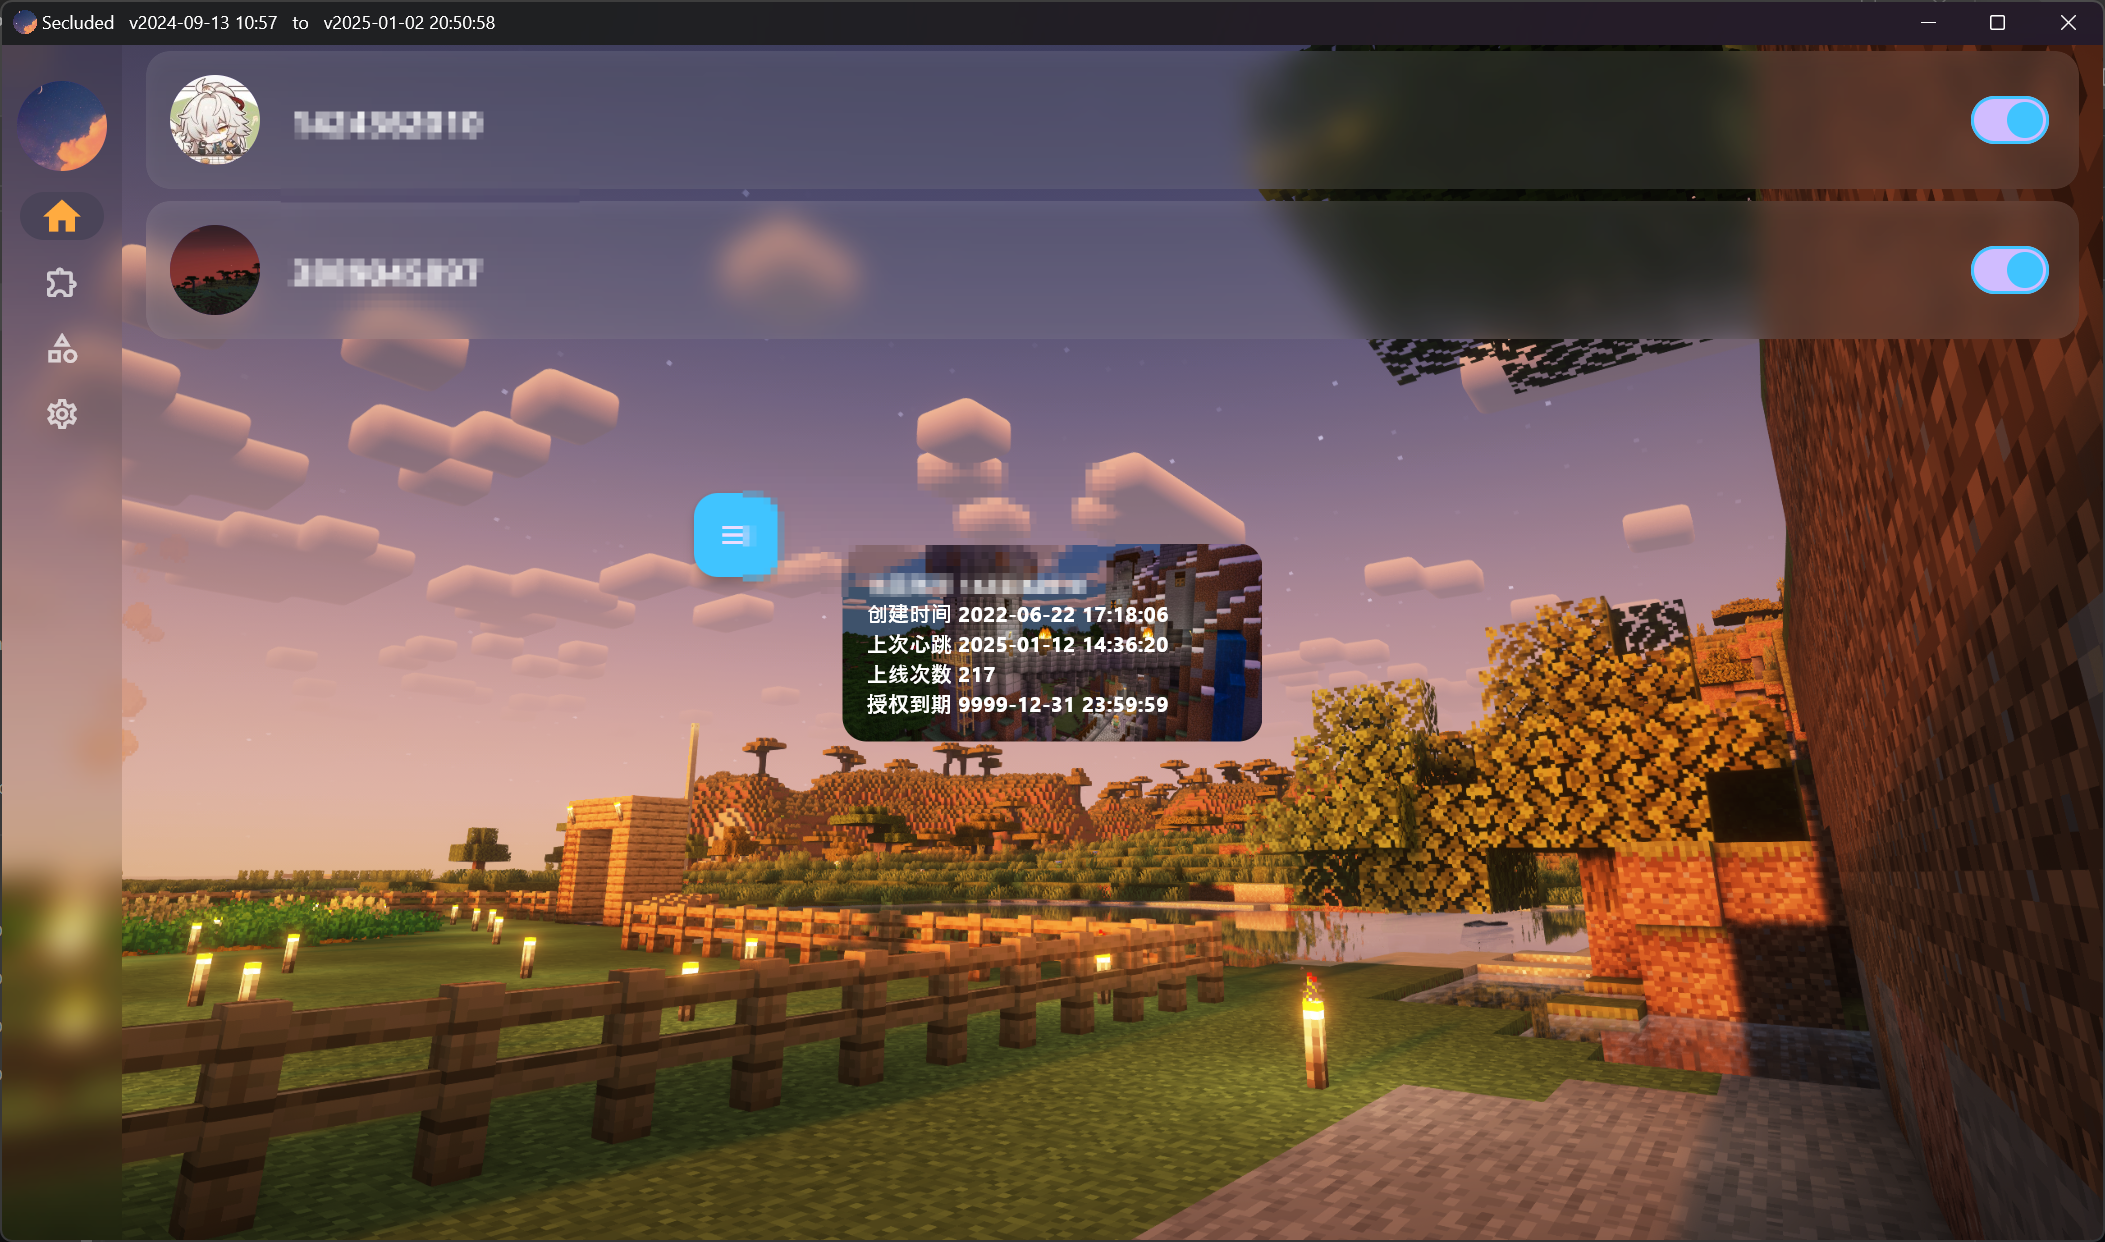 Secluded v2024-09-13 10:57 to v2025-01-02 20:50:58
创建时间 2022-06-22 17:18:06
上次心跳 2025-01-12 14:36:20
上线次数 217
授权到期 9999-12-31 23:59:59